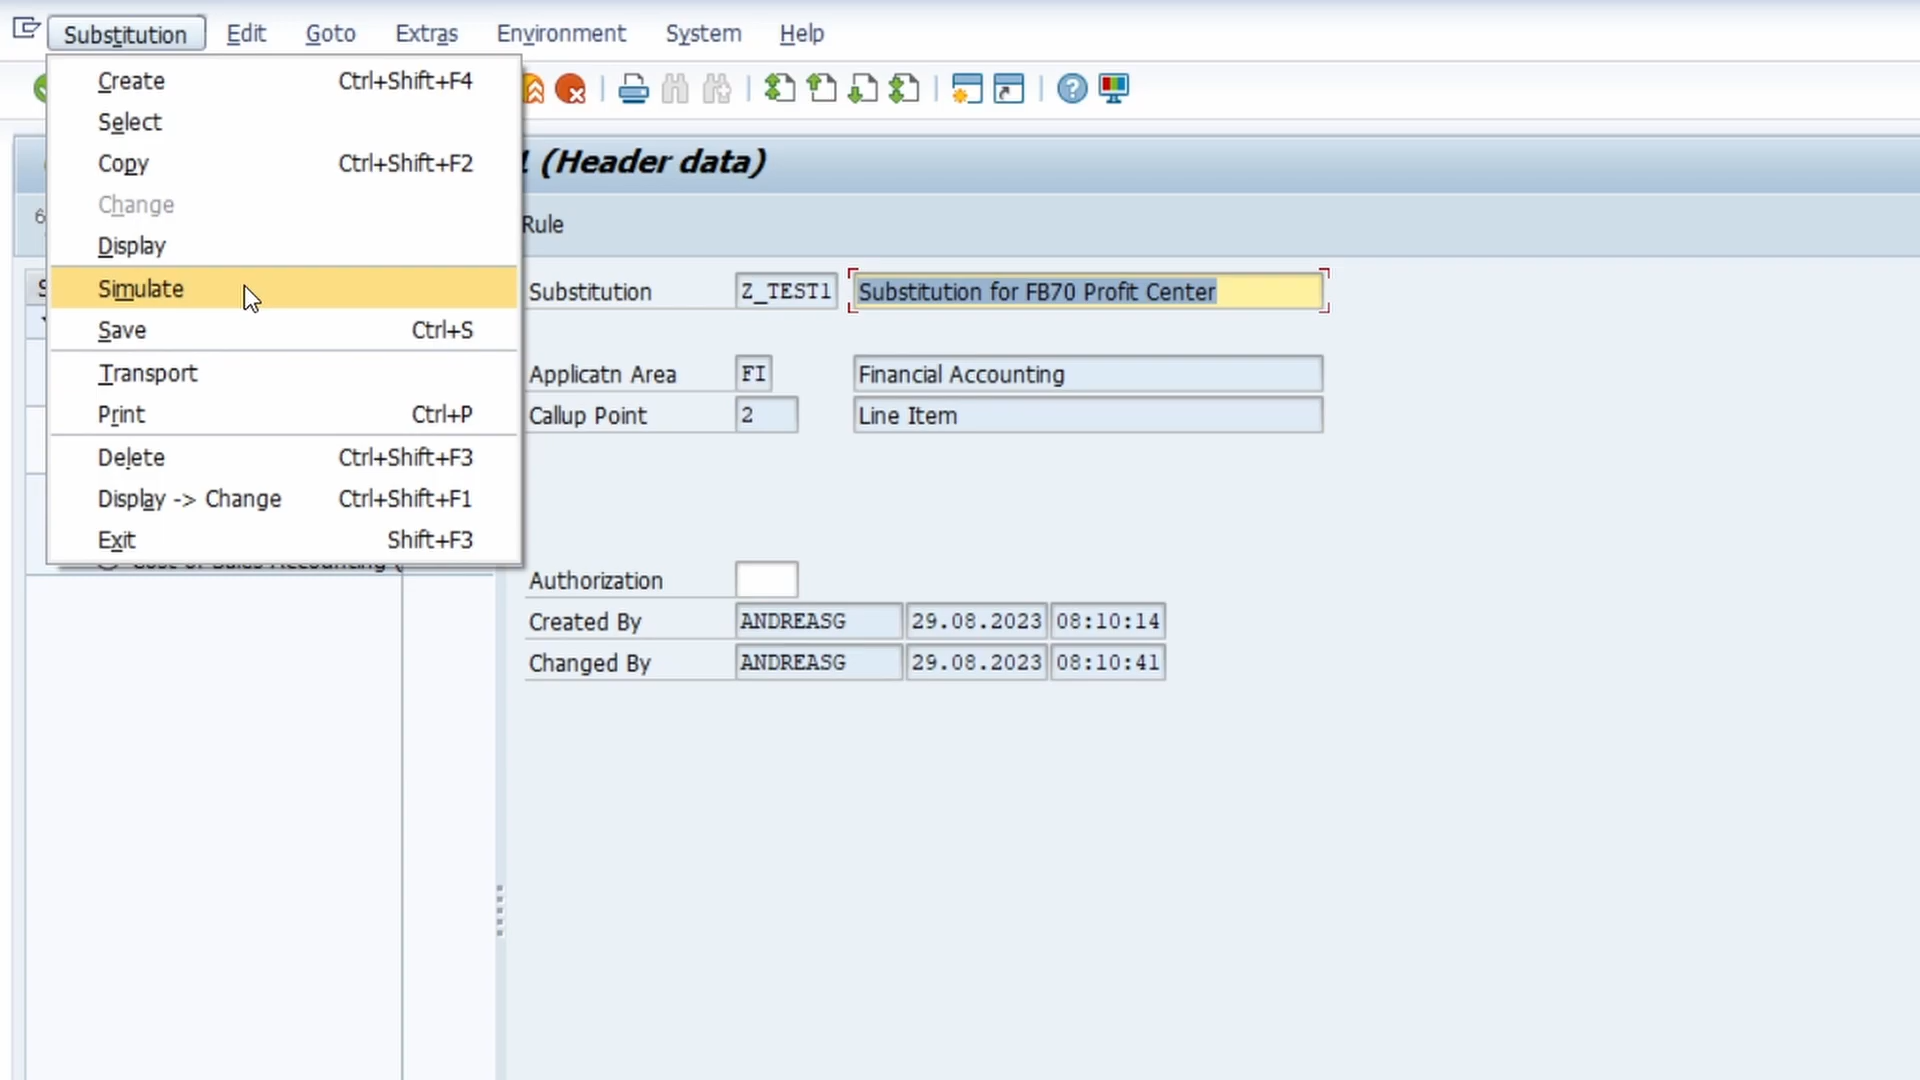 Substitution Edit Goto Extras Environment System Help
Create Ctrl+Shift+F4
Select
Copy Ctrl+Shift+F2
Change
Display
Simulate
Save Ctrl+S
Transport
Print Ctrl+P
Delete Ctrl+Shift+F3
Display -> Change Ctrl+Shift+F1
Exit Shift+F3
1 (Header data)
Rule
Substitution Z_TEST1 Substitution for FB70 Profit Center
Applicatn Area FI Financial Accounting
Callup Point 2 Line Item
Authorization
Created By ANDREASG 29.08.2023 08:10:14
Changed By ANDREASG 29.08.2023 08:10:41